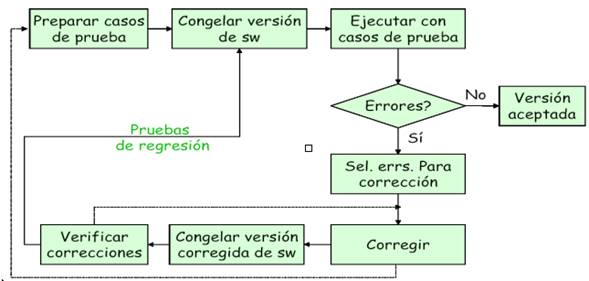 Preparar casos
de prueba
Congelar versión
de sw
Ejecutar con
casos de prueba
Errores?
No
Versión
aceptada
Sí
Pruebas
de regresión
Sel. errs. Para
corrección
Verificar
correcciones
Congelar versión
corregida de sw
Corregir